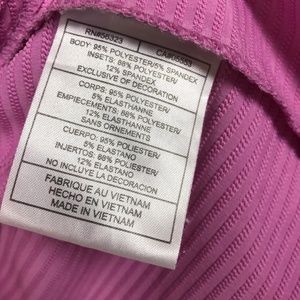 RN#56323 CA#05553
BODY: 95% POLYESTER/5% SPANDEX
INSETS: 88% POLYESTER/
12% SPANDEX
EXCLUSIVE OF DECORATION
CORPS: 95% POLYESTER/
5% ELASTHANNE
EMPIECEMENTS: 88% POLYESTER/
12% ELASTHANNE
SANS ORNEMENTS
CUERPO: 95% POLIESTER/
5% ELASTANO
INJERTOS: 88% POLIESTER/
12% ELASTANO
NO INCLUYE LA DECORACION
FABRIQUE AU VIETNAM
HECHO EN VIETNAM
MADE IN VIETNAM